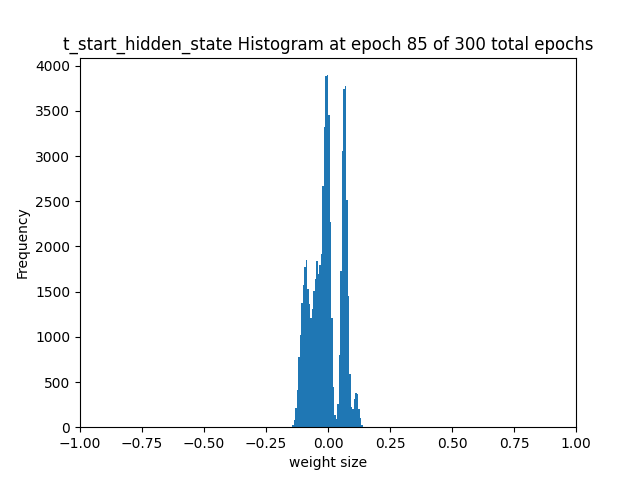 t_start_hidden_state Histogram at epoch 85 of 300 total epochs
4000
3500
3000
2500
2000
1500
1000
500
0
Frequency
−1.00 −0.75 −0.50 −0.25 0.00 0.25 0.50 0.75 1.00
weight size